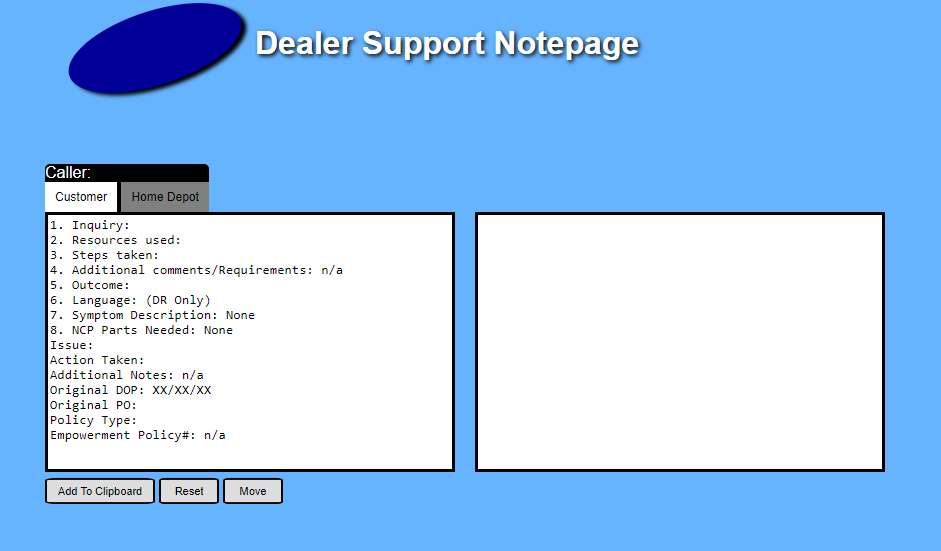 Dealer Support Notepage
Caller:
Customer
Home Depot
1. Inquiry:
2. Resources used:
3. Steps taken:
4. Additional comments/Requirements: n/a
5. Outcome:
6. Language: (DR Only)
7. Symptom Description: None
8. NCP Parts Needed: None
Issue:
Action Taken:
Additional Notes: n/a
Original DOP: XX/XX/XX
Original PO:
Policy Type:
Empowerment Policy#: n/a
Add To Clipboard
Reset
Move